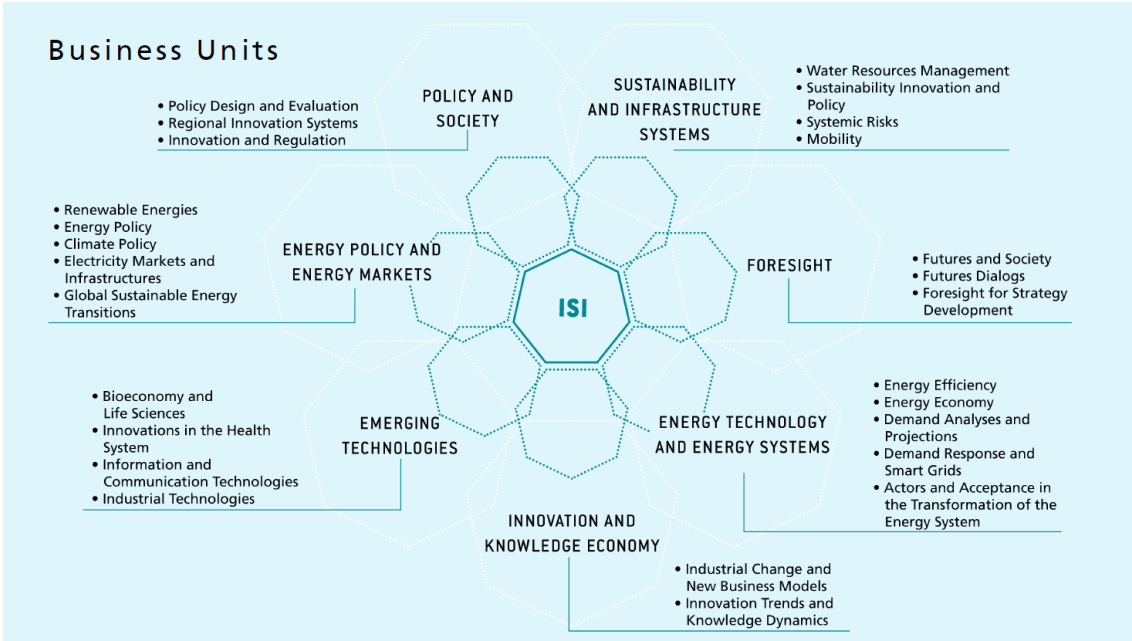 Business Units
POLICY AND
SOCIETY
• Policy Design and Evaluation
• Regional Innovation Systems
• Innovation and Regulation
SUSTAINABILITY
AND INFRASTRUCTURE
SYSTEMS
• Water Resources Management
• Sustainability Innovation and
Policy
• Systemic Risks
• Mobility
• Renewable Energies
• Energy Policy
• Climate Policy
• Electricity Markets and
Infrastructures
• Global Sustainable Energy
Transitions
ENERGY POLICY AND
ENERGY MARKETS
ISI
FORESIGHT
• Futures and Society
• Futures Dialogs
• Foresight for Strategy
Development
• Bioeconomy and
Life Sciences
• Innovations in the Health
System
• Information and
Communication Technologies
• Industrial Technologies
EMERGING
TECHNOLOGIES
ENERGY TECHNOLOGY
AND ENERGY SYSTEMS
• Energy Efficiency
• Energy Economy
• Demand Analyses and
Projections
• Demand Response and
Smart Grids
• Actors and Acceptance in
the Transformation of the
Energy System
INNOVATION AND
KNOWLEDGE ECONOMY
• Industrial Change and
New Business Models
• Innovation Trends and
Knowledge Dynamics